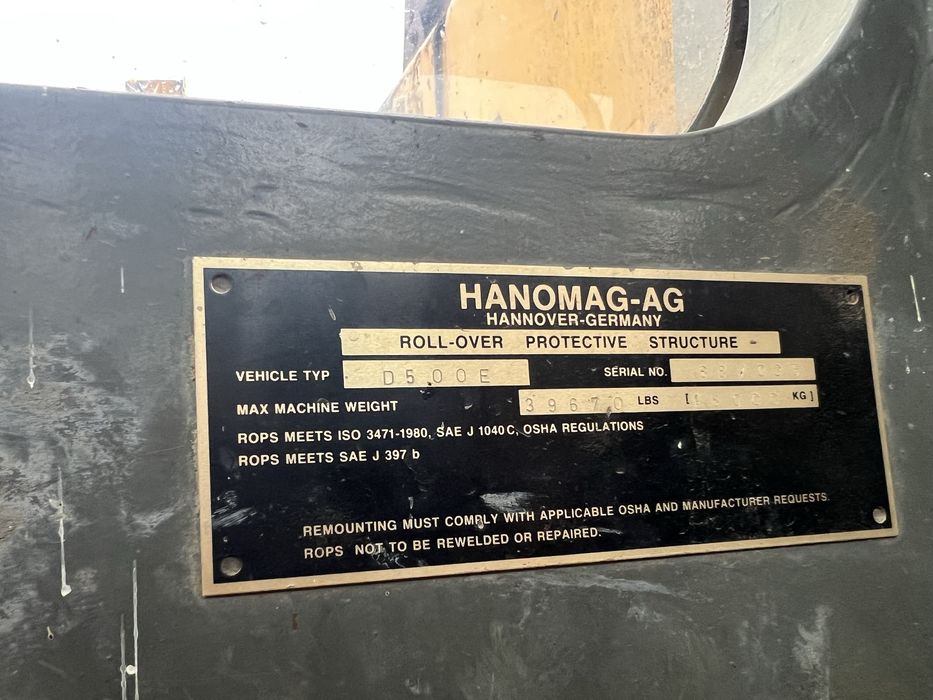 HANOMAG-AG
HANNOVER-GERMANY
ROLL-OVER PROTECTIVE STRUCTURE
VEHICLE TYP D500E SERIAL NO.
MAX MACHINE WEIGHT 39670 LBS [ KG]
ROPS MEETS ISO 3471-1980, SAE J 1040C, OSHA REGULATIONS
ROPS MEETS SAE J 397 b
REMOUNTING MUST COMPLY WITH APPLICABLE OSHA AND MANUFACTURER REQUESTS.
ROPS NOT TO BE REWELDED OR REPAIRED.